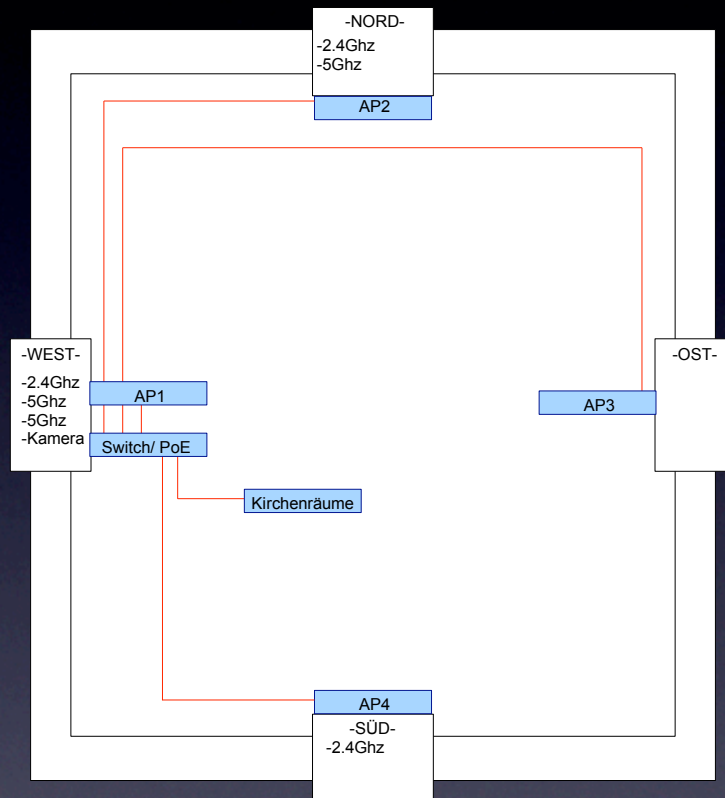 -NORD-
-2.4Ghz
-5Ghz
AP2
-WEST-
-2.4Ghz
-5Ghz
-5Ghz
-Kamera
AP1
Switch/ PoE
-OST-
AP3
Kirchenräume
AP4
-SÜD-
-2.4Ghz